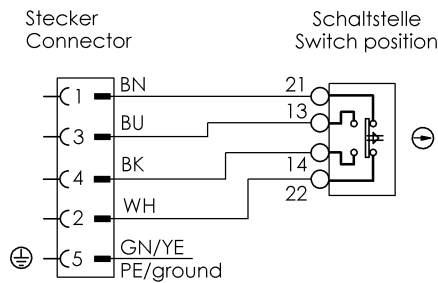 Stecker
Connector
Schaltstelle
Switch position
1 BN 21
3 BU 13
4 BK 14
2 WH 22
5 GN/YE
PE/ground